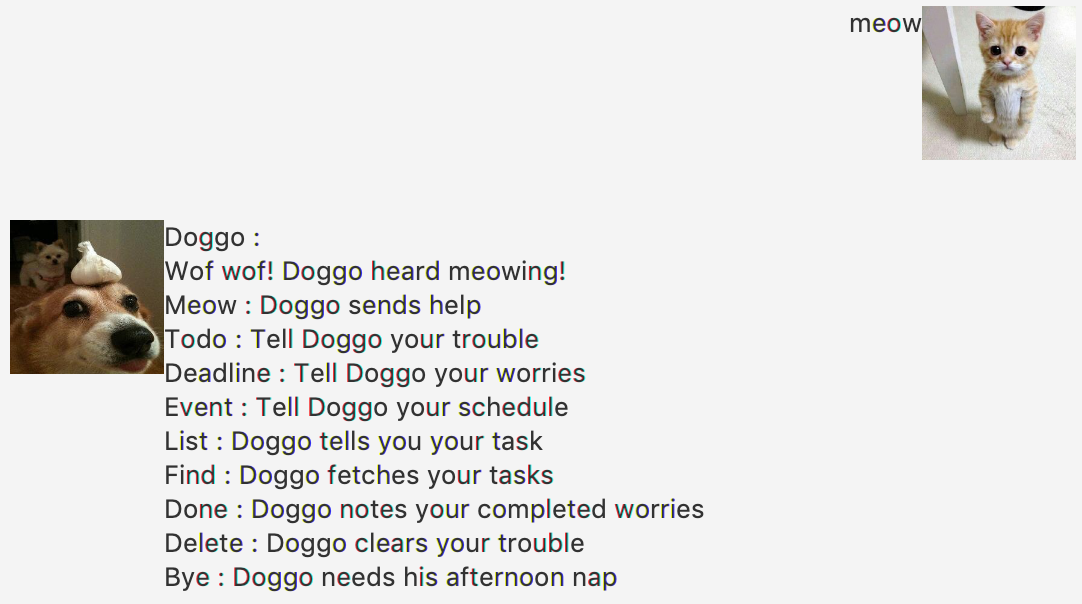 meow
Doggo :
Wof wof! Doggo heard meowing!
Meow : Doggo sends help
Todo : Tell Doggo your trouble
Deadline : Tell Doggo your worries
Event : Tell Doggo your schedule
List : Doggo tells you your task
Find : Doggo fetches your tasks
Done : Doggo notes your completed worries
Delete : Doggo clears your trouble
Bye : Doggo needs his afternoon nap